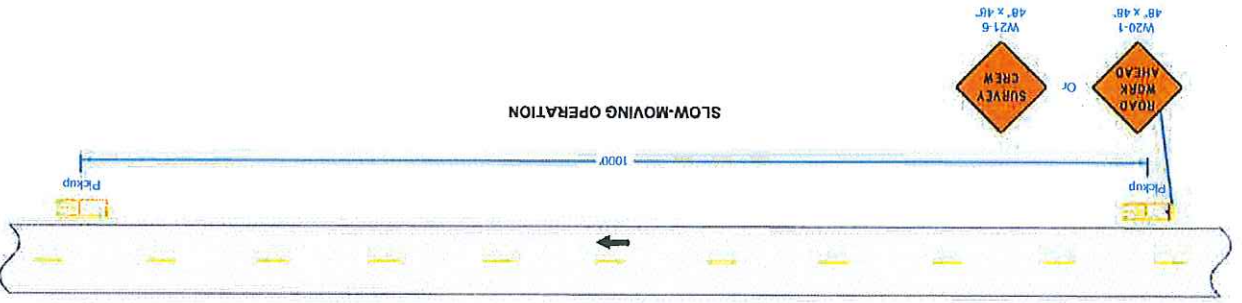 Pickup
Pickup
1000'
SLOW-MOVING OPERATION
ROAD
WORK
AHEAD
Or
SURVEY
CREW
W20-1
48" x 48"
W21-6
48" x 48"